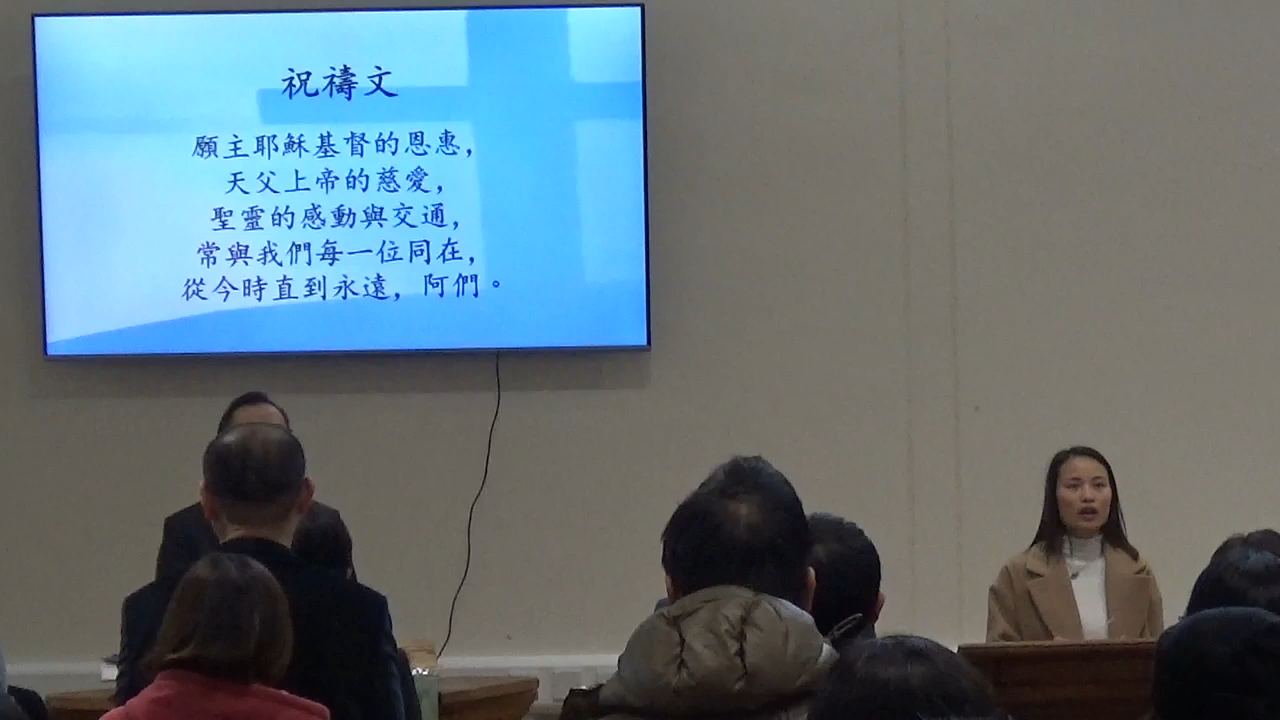 祝禱文
願主耶穌基督的恩惠，
天父上帝的慈愛，
聖靈的感動與交通，
常與我們每一位同在，
從今時直到永遠，阿們。